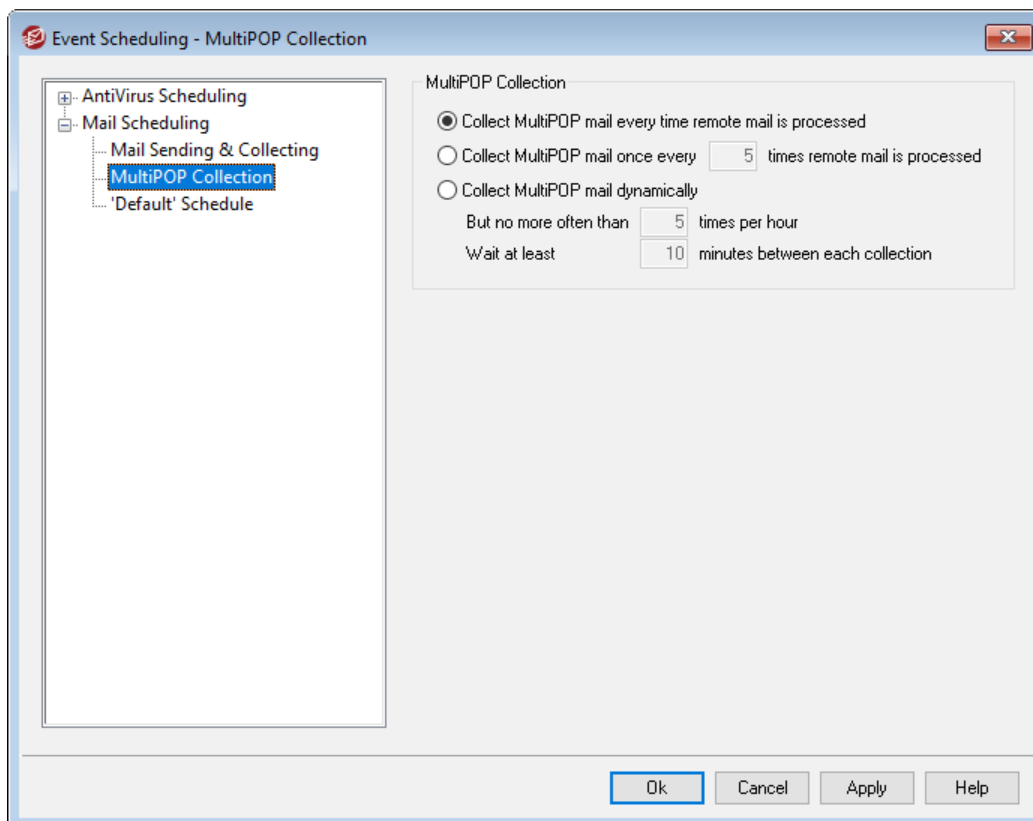 Event Scheduling - MultiPOP Collection
AntiVirus Scheduling
Mail Scheduling
Mail Sending & Collecting
MultiPOP Collection
'Default' Schedule
MultiPOP Collection
Collect MultiPOP mail every time remote mail is processed
Collect MultiPOP mail once every 5 times remote mail is processed
Collect MultiPOP mail dynamically
But no more often than 5 times per hour
Wait at least 10 minutes between each collection
Ok Cancel Apply Help